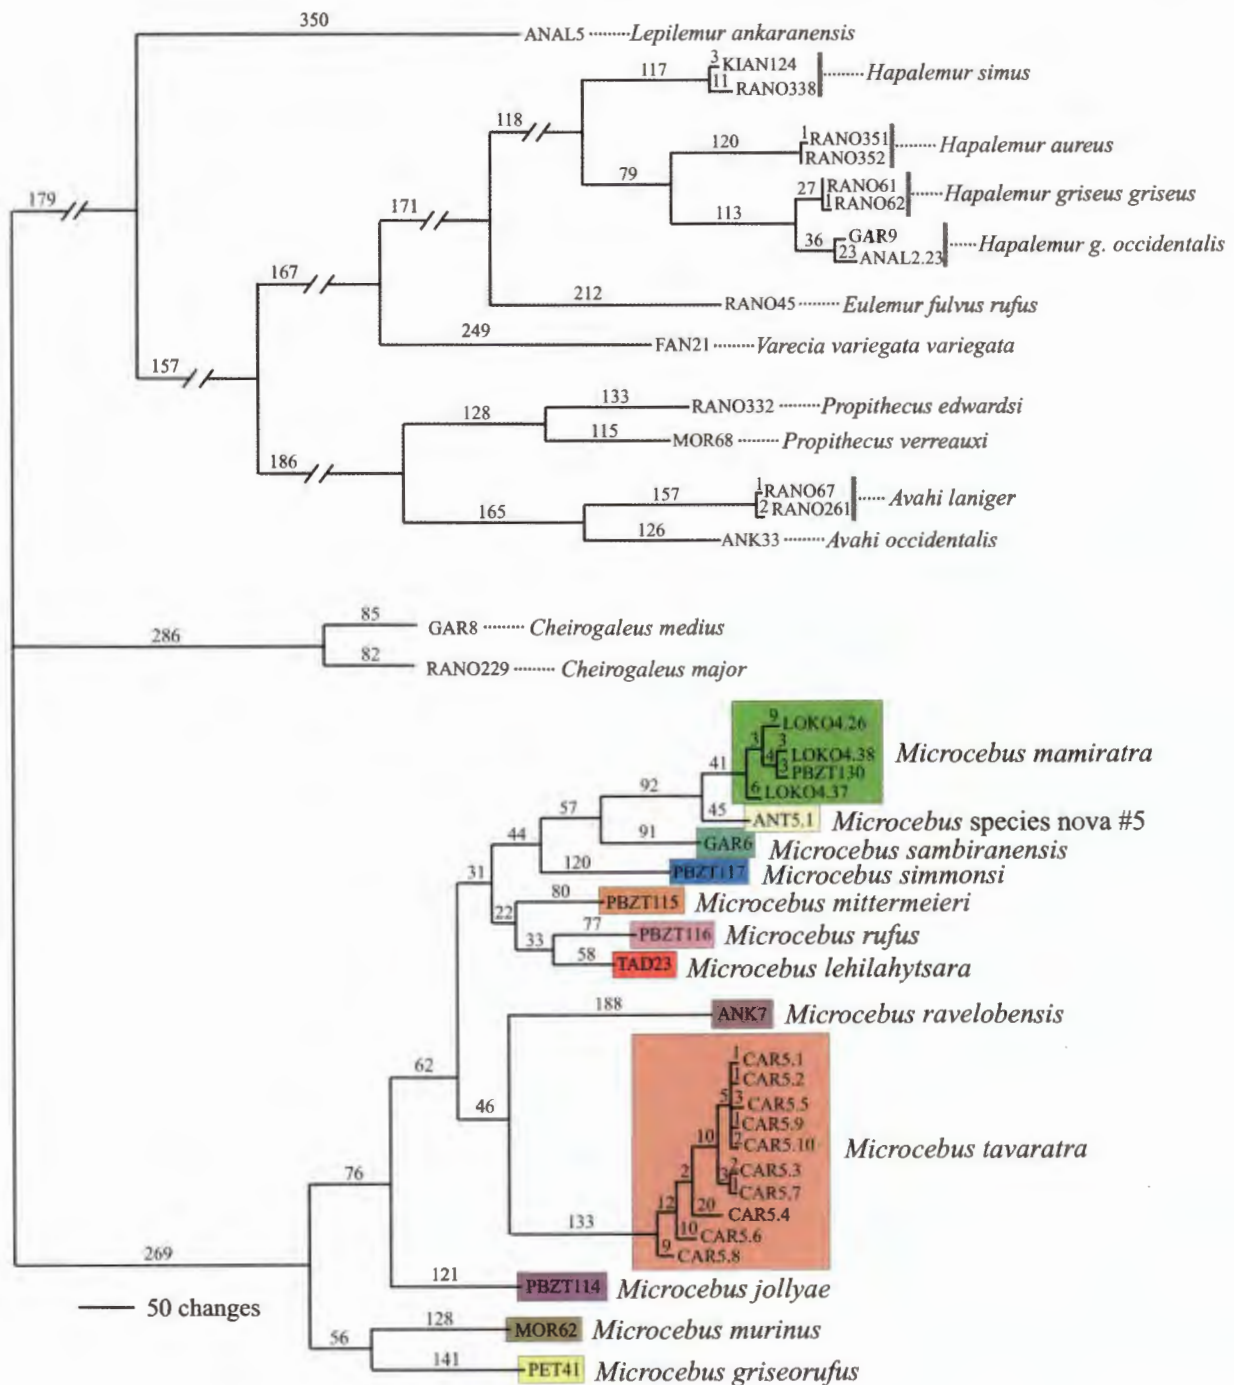 350
ANAL5 ........ Lepilemur ankaranensis
117
3
KIAN124
11
RANO338
........ Hapalemur simus
118
120
1
RANO351
RANO352
........ Hapalemur aureus
79
27
RANO61
1
RANO62
........ Hapalemur griseus griseus
179
171
113
36
GAR9
23
ANAL2.23
..... Hapalemur g. occidentalis
167
212
RANO45 ......... Eulemur fulvus rufus
249
FAN21 ........ Varecia variegata variegata
157
133
RANO332 ........ Propithecus edwardsi
128
115
MOR68 ......... Propithecus verreauxi
186
157
1
RANO67
2
RANO261
..... Avahi laniger
165
126
ANK33 ........ Avahi occidentalis
85
GAR8 ........ Cheirogaleus medius
286
82
RANO229 ......... Cheirogaleus major
9
LOKO4.26
3
3
LOKO4.38
4
3
PBZT130
6
LOKO4.37
Microcebus mamiratra
41
92
45
ANT5.1 Microcebus species nova #5
57
91
GAR6 Microcebus sambiranensis
44
120
PBZT117 Microcebus simmonsi
31
80
PBZT115 Microcebus mittermeieri
22
77
PBZT116 Microcebus rufus
33
58
TAD23 Microcebus lehilahytsara
188
ANK7 Microcebus ravelobensis
62
46
1
CAR5.1
1
CAR5.2
5
3
CAR5.5
1
CAR5.9
10
2
CAR5.10
Microcebus tavaratra
2
2
CAR5.3
3
1
CAR5.7
12
20
CAR5.4
10
CAR5.6
9
CAR5.8
76
133
269
121
PBZT114 Microcebus jollyae
50 changes
128
MOR62 Microcebus murinus
56
141
PET41 Microcebus griseorufus